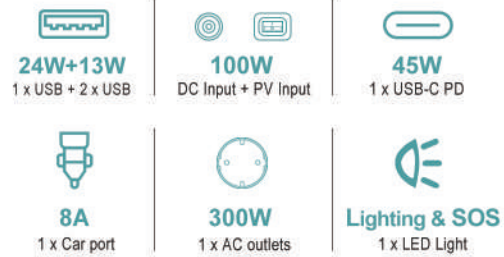 24W+13W
1 x USB + 2 x USB
100W
DC Input + PV Input
45W
1 x USB-C PD
8A
1 x Car port
300W
1 x AC outlets
Lighting & SOS
1 x LED Light